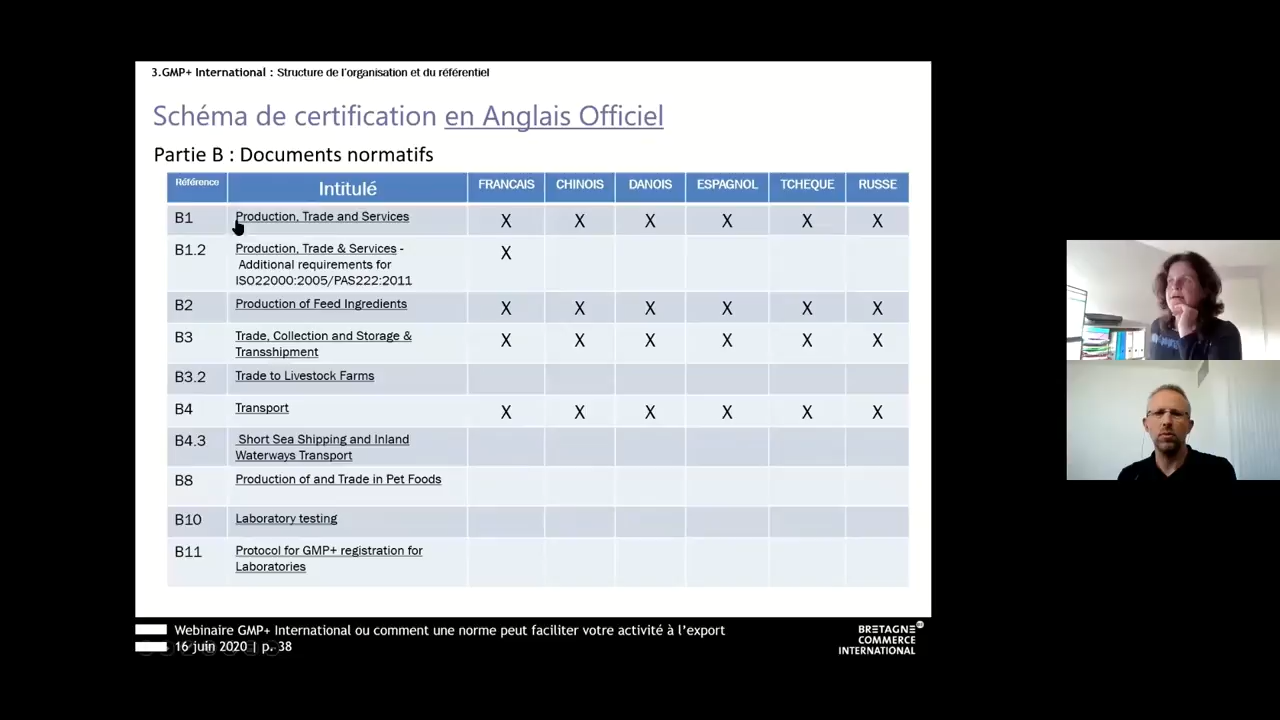 3.GMP+ International : Structure de l'organisation et du référentiel
Schéma de certification en Anglais Officiel
Partie B : Documents normatifs
Référence Intitulé FRANCAIS CHINOIS DANOIS ESPAGNOL TCHEQUE RUSSE
B1 Production, Trade and Services X X X X X X
B1.2 Production, Trade & Services - X
Additional requirements for
ISO22000:2005/PAS222:2011
B2 Production of Feed Ingredients X X X X X X
B3 Trade, Collection and Storage & X X X X X X
Transshipment
B3.2 Trade to Livestock Farms
B4 Transport X X X X X X
B4.3 Short Sea Shipping and Inland
Waterways Transport
B8 Production of and Trade in Pet Foods
B10 Laboratory testing
B11 Protocol for GMP+ registration for
Laboratories
Webinaire GMP+ International ou comment une norme peut faciliter votre activité à l'export
16 juin 2020 | p. 38
BRETAGNE
COMMERCE
INTERNATIONAL